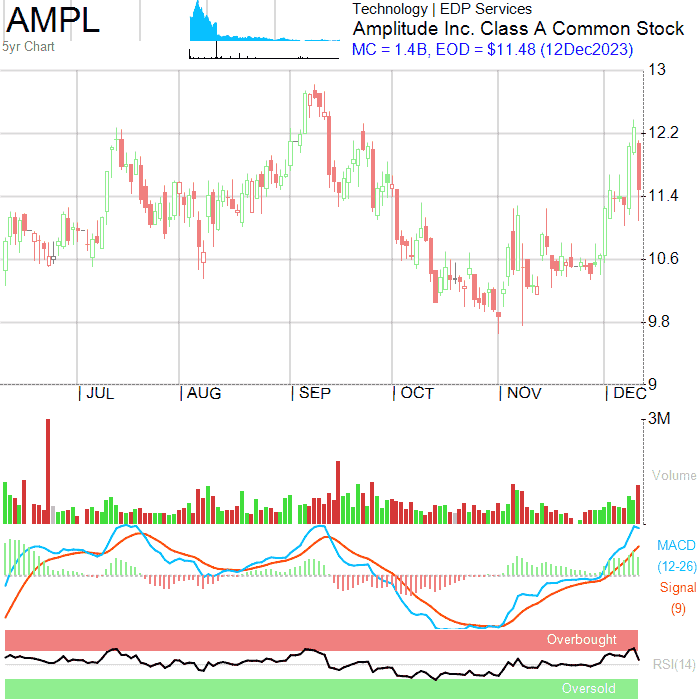 AMPL
5yr Chart
Technology | EDP Services
Amplitude Inc. Class A Common Stock
MC = 1.4B, EOD = $11.48 (12Dec2023)
13
12.2
11.4
10.6
9.8
9
| JUL
| AUG
| SEP
| OCT
| NOV
| DEC
3M
Volume
MACD
(12-26)
Signal
(9)
Overbought
RSI(14)
Oversold